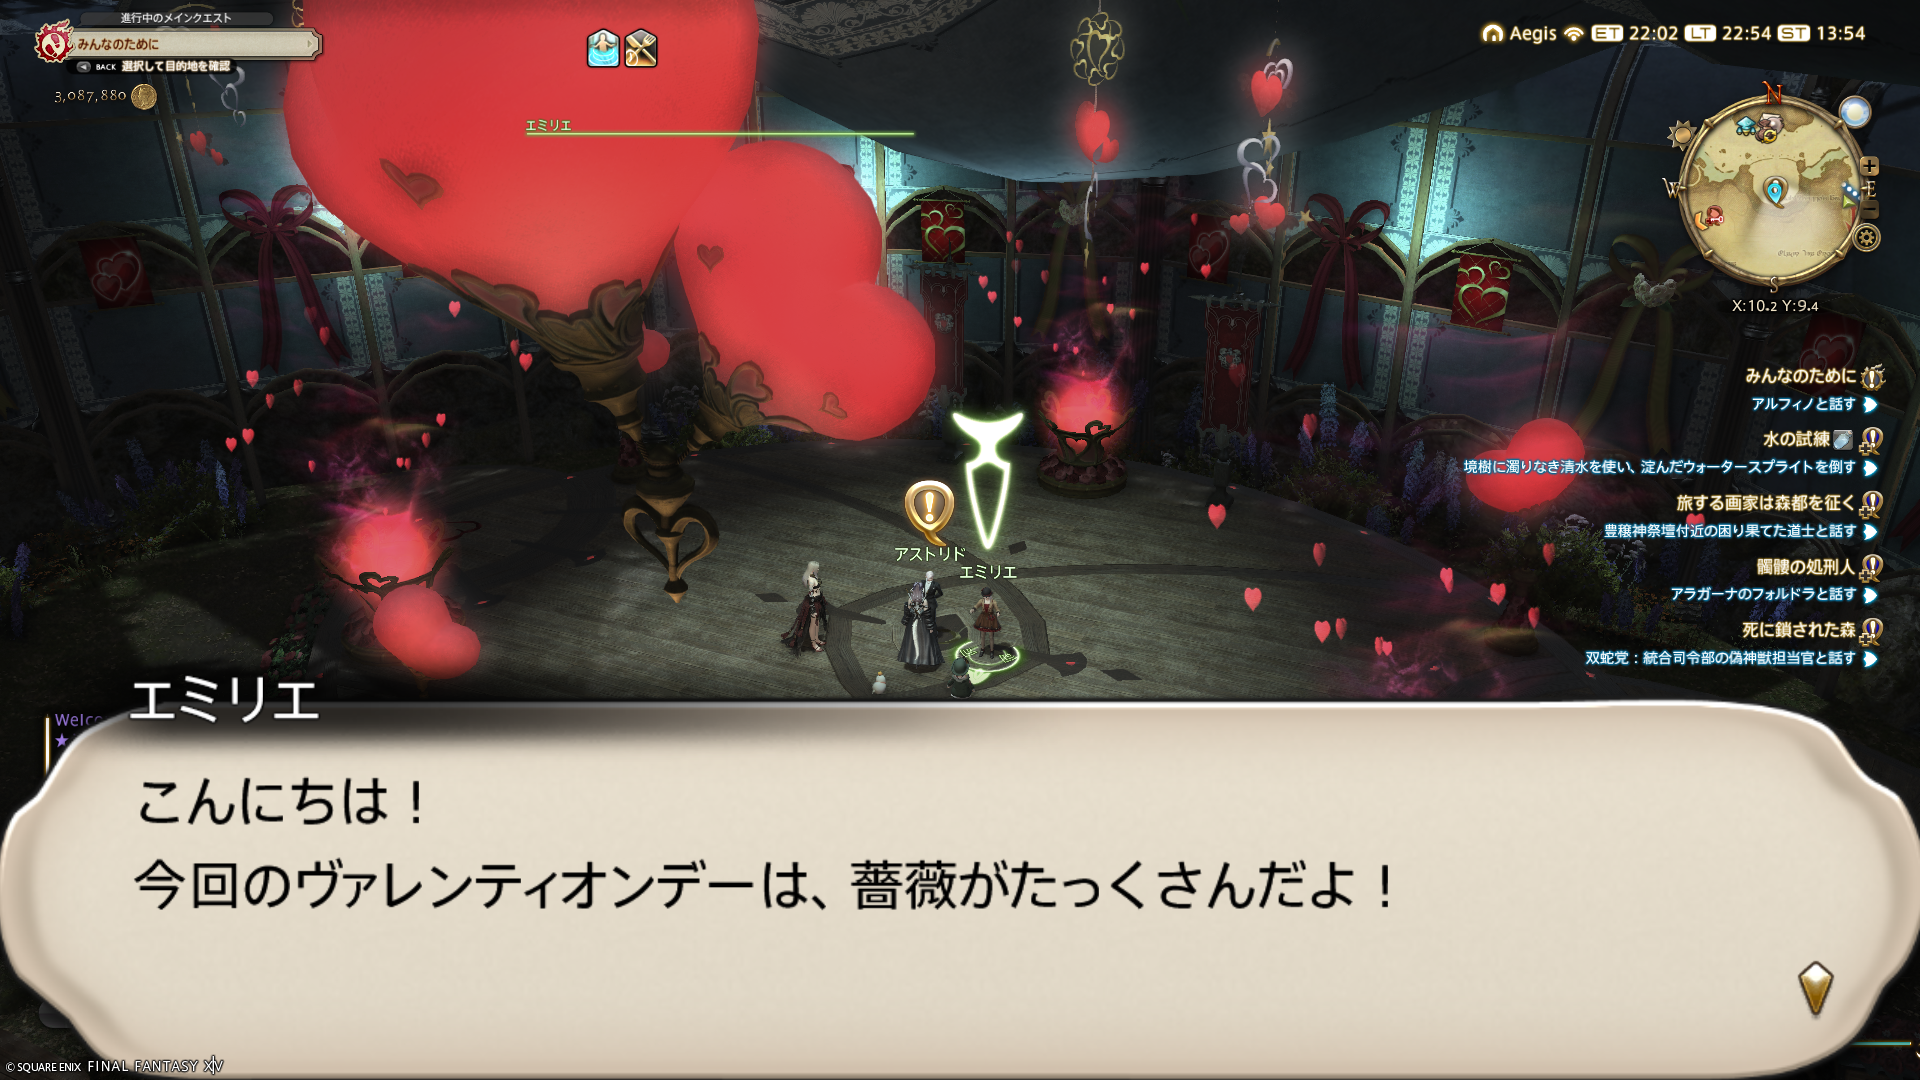 進行中のメインクエスト
みんなのために
BACK 選択して目的地を確認
3,087,880
エミリエ
Aegis ET 22:02 LT 22:54 ST 13:54
N
W
E
S
X:10.2 Y:9.4
みんなのために
アルフィノと話す
水の試練
境樹に濁りなき清水を使い、淀んだウォータースプライトを倒す
旅する画家は森都を征く
豊穣神祭壇付近の困り果てた道士と話す
髑髏の処刑人
アラガーナのフォルドラと話す
死に鎖された森
双蛇党：統合司令部の偽神獣担当官と話す
アストリド
エミリエ
Welco
エミリエ
こんにちは！
今回のヴァレンティオンデーは、薔薇がたっくさんだよ！
© SQUARE ENIX FINAL FANTASY XIV